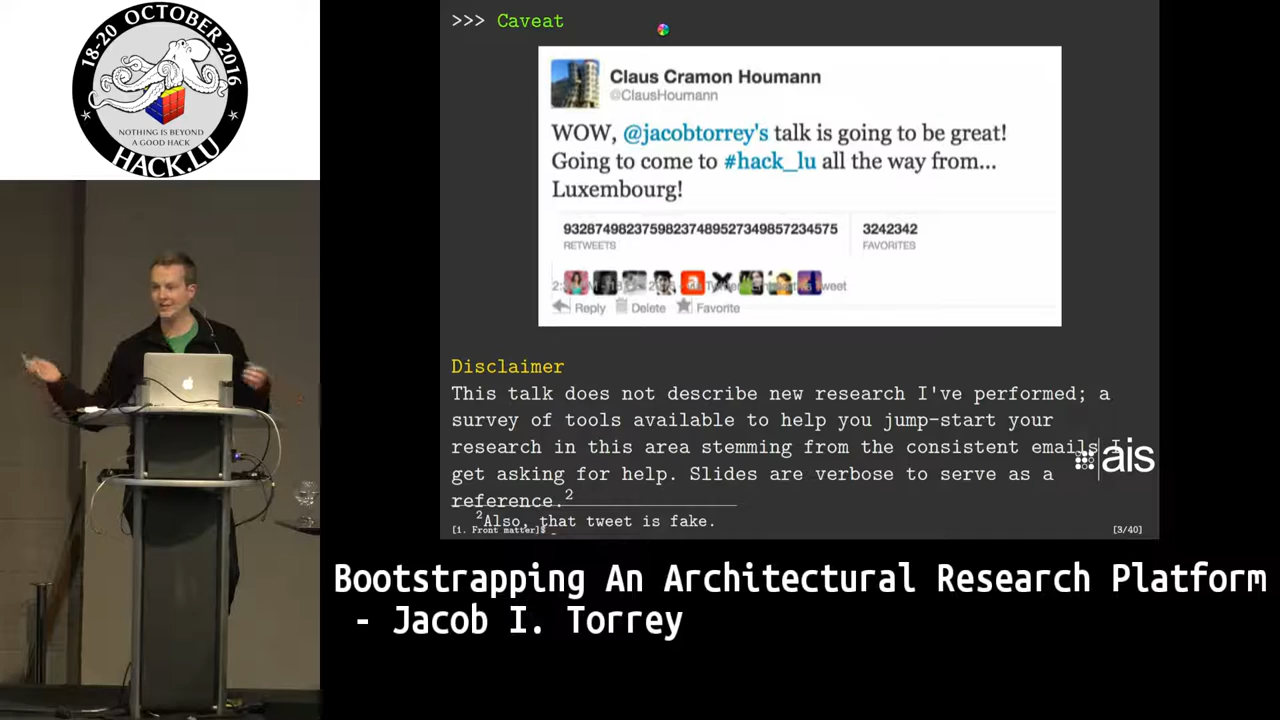 18-20 OCTOBER 2016
NOTHING IS BEYOND
A GOOD HACK
HACK.LU
>>> Caveat
Claus Cramon Houmann
@ClausHoumann
WOW, @jacobtorrey's talk is going to be great!
Going to come to #hack_lu all the way from...
Luxembourg!
93287498237598237489527349857234575
RETWEETS
3242342
FAVORITES
Reply Delete Favorite
Disclaimer
This talk does not describe new research I've performed; a
survey of tools available to help you jump-start your
research in this area stemming from the consistent emails I
get asking for help. Slides are verbose to serve as a
reference.2
ais
2Also, that tweet is fake.
[1. Front matter]$ _
[3/40]
Bootstrapping An Architectural Research Platform
- Jacob I. Torrey